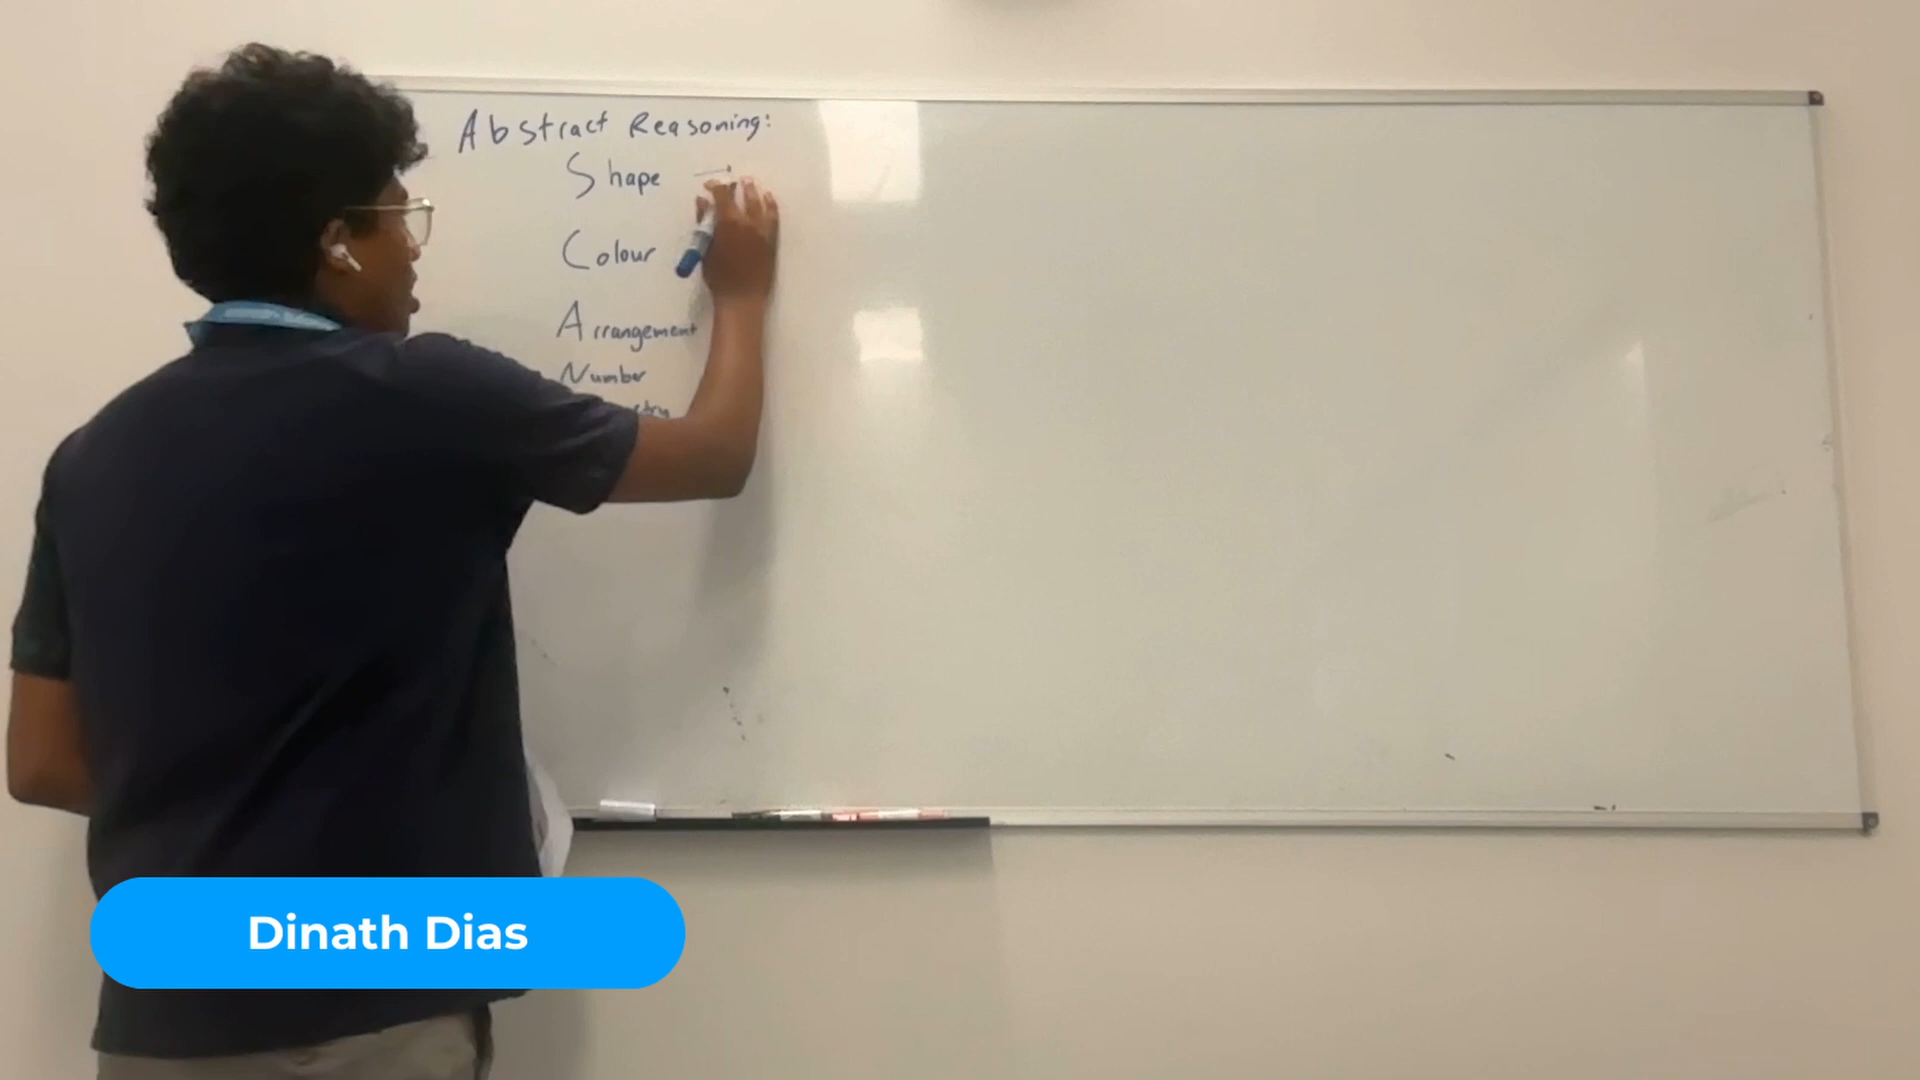 Abstract Reasoning:
Shape →
Colour
Arrangement
Number
Dinath Dias